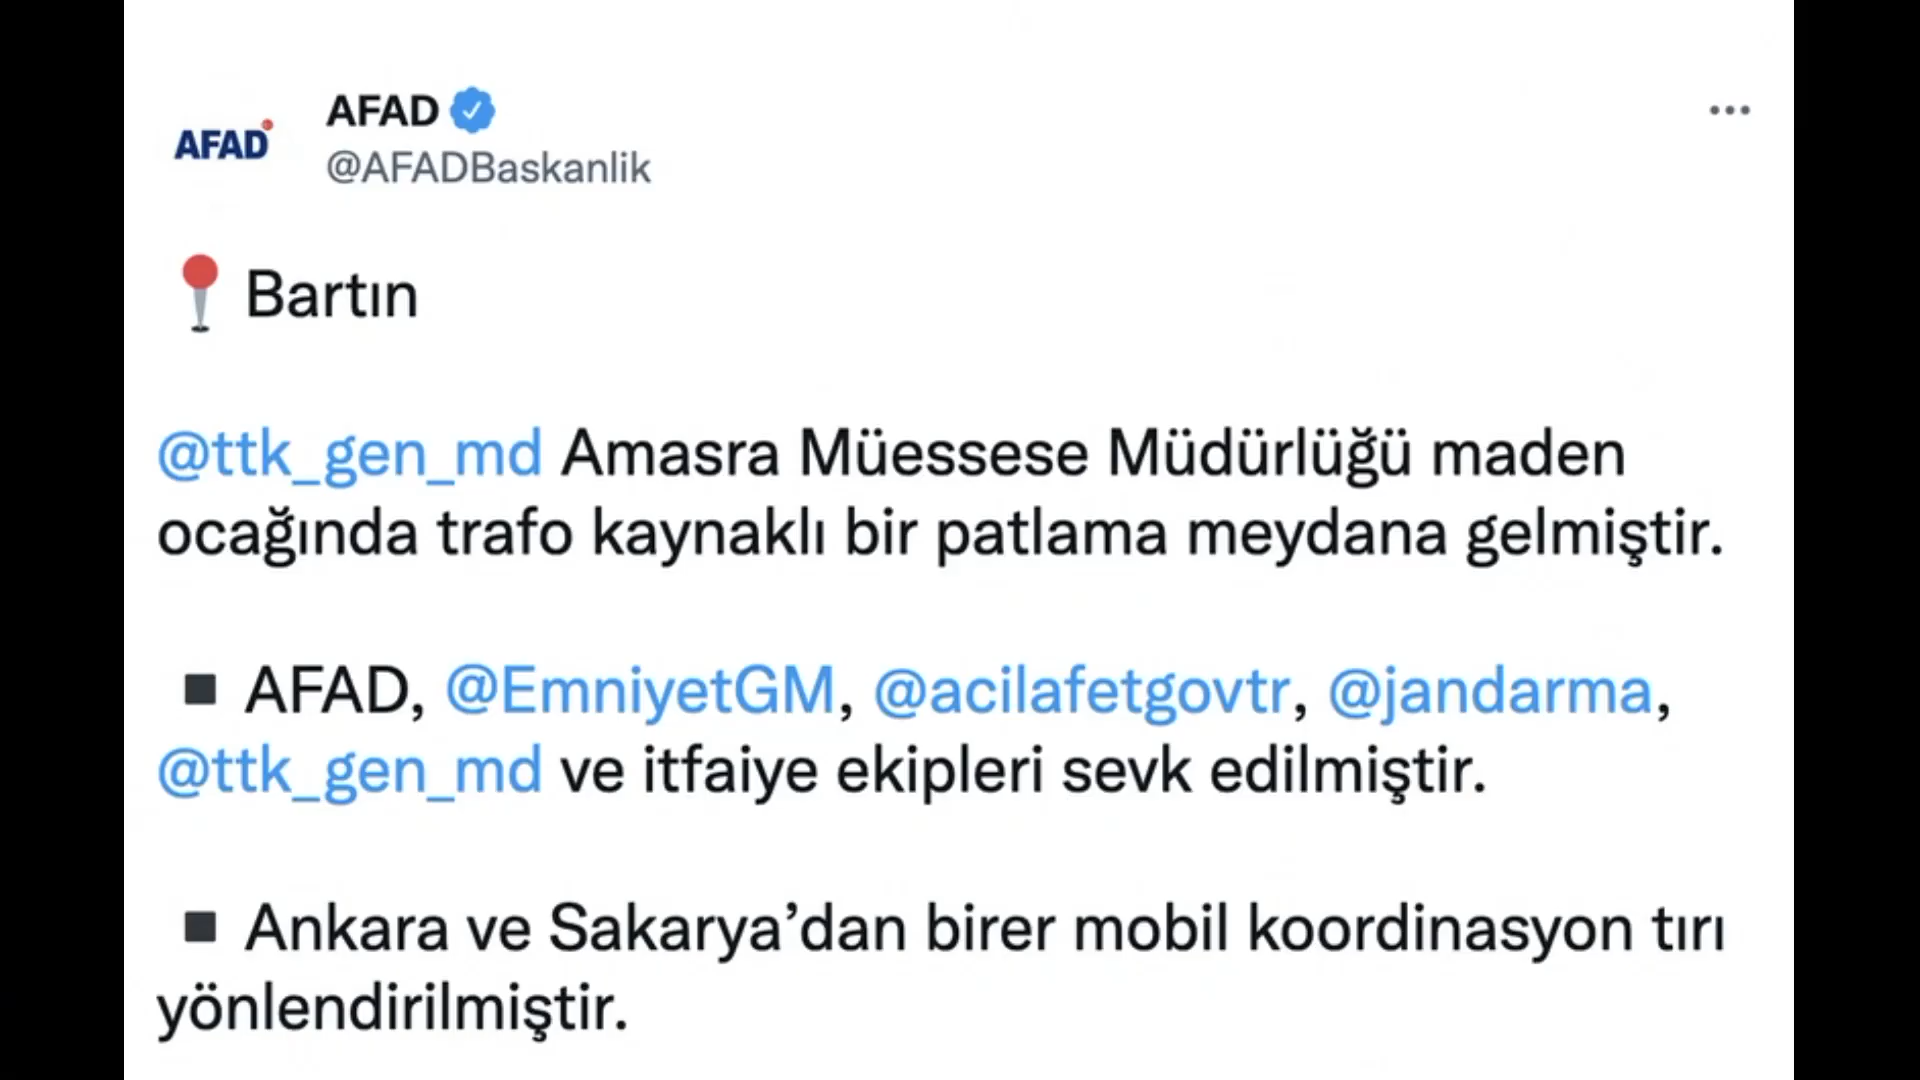 AFAD
AFAD
@AFADBaskanlik
📍 Bartın
@ttk_gen_md Amasra Müessese Müdürlüğü maden
ocağında trafo kaynaklı bir patlama meydana gelmiştir.
▪ AFAD, @EmniyetGM, @acilafetgovtr, @jandarma,
@ttk_gen_md ve itfaiye ekipleri sevk edilmiştir.
▪ Ankara ve Sakarya’dan birer mobil koordinasyon tırı
yönlendirilmiştir.